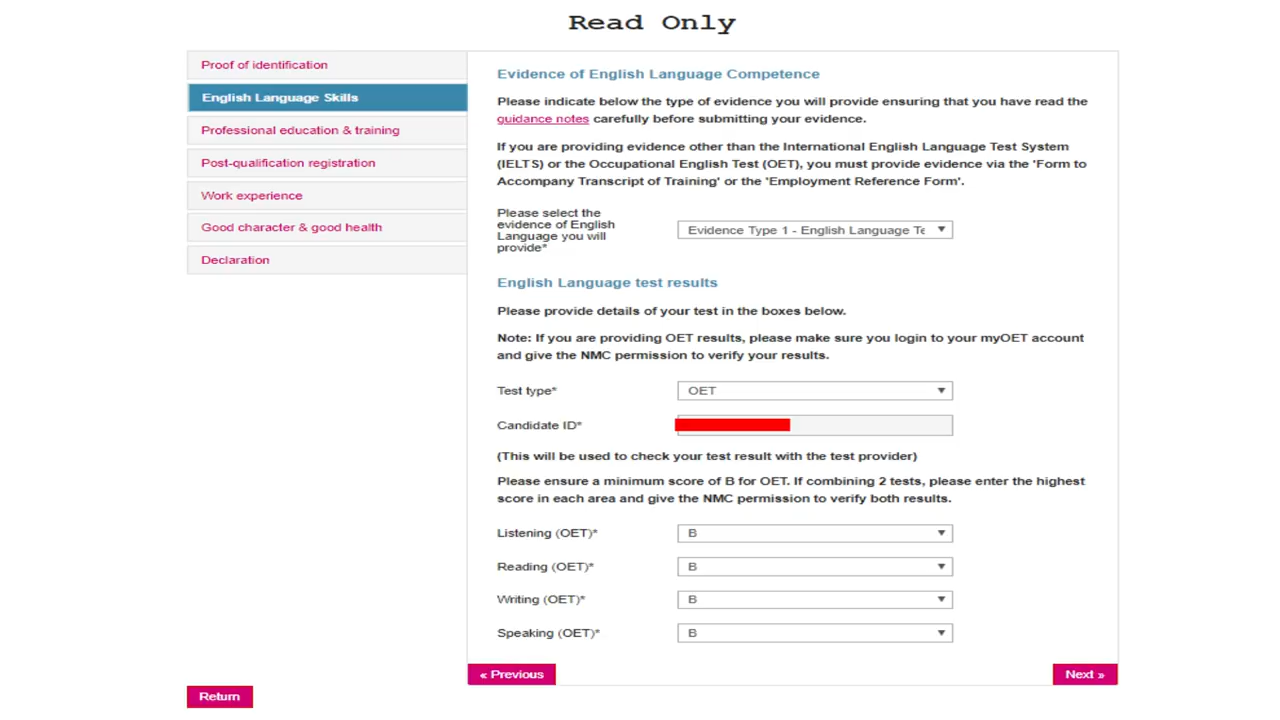 Read Only
Proof of identification
English Language Skills
Professional education & training
Post-qualification registration
Work experience
Good character & good health
Declaration
Evidence of English Language Competence
Please indicate below the type of evidence you will provide ensuring that you have read the
guidance notes carefully before submitting your evidence.
If you are providing evidence other than the International English Language Test System
(IELTS) or the Occupational English Test (OET), you must provide evidence via the 'Form to
Accompany Transcript of Training' or the 'Employment Reference Form'.
Please select the
evidence of English
Language you will
provide*
Evidence Type 1 - English Language Te
English Language test results
Please provide details of your test in the boxes below.
Note: If you are providing OET results, please make sure you login to your myOET account
and give the NMC permission to verify your results.
Test type* OET
Candidate ID*
(This will be used to check your test result with the test provider)
Please ensure a minimum score of B for OET. If combining 2 tests, please enter the highest
score in each area and give the NMC permission to verify both results.
Listening (OET)* B
Reading (OET)* B
Writing (OET)* B
Speaking (OET)* B
« Previous
Next »
Return